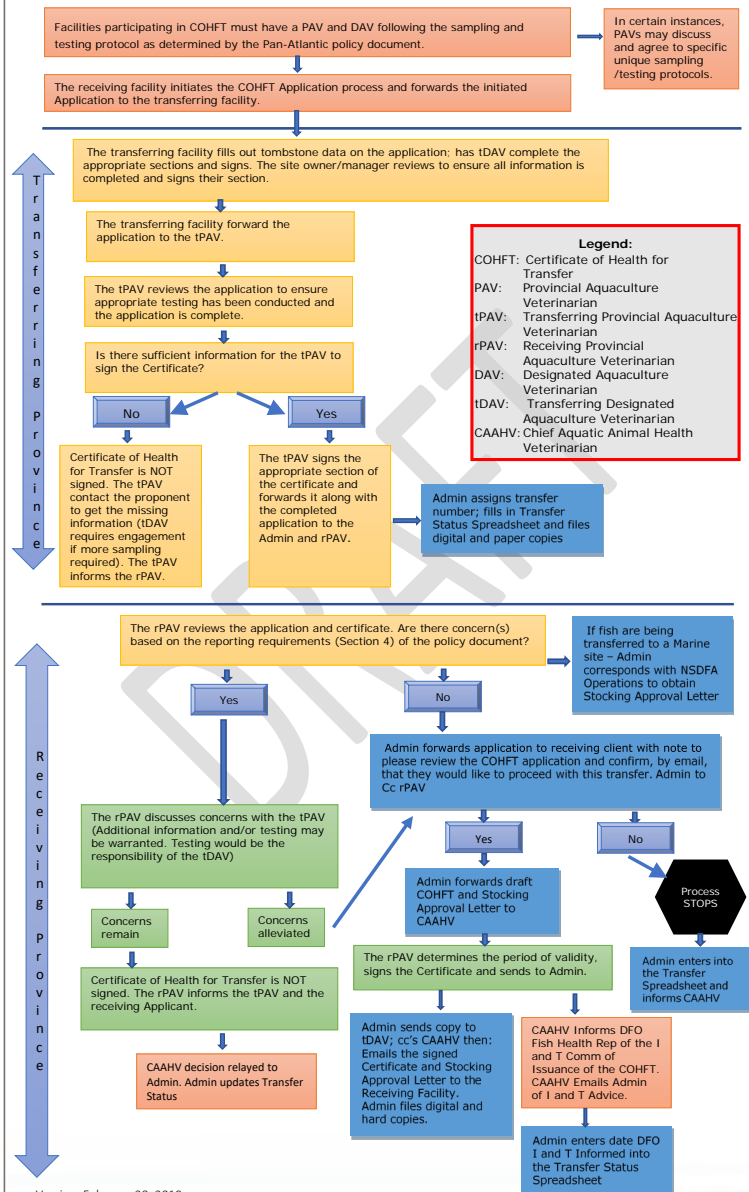 Facilities participating in COHFT must have a PAV and DAV following the sampling and
testing protocol as determined by the Pan-Atlantic policy document.
In certain instances,
PAVs may discuss
and agree to specific
unique sampling
/testing protocols.
The receiving facility initiates the COHFT Application process and forwards the initiated
Application to the transferring facility.
Transferring Province
The transferring facility fills out tombstone data on the application; has tDAV complete the
appropriate sections and signs. The site owner/manager reviews to ensure all information is
completed and signs their section.
The transferring facility forward the
application to the tPAV.
The tPAV reviews the application to ensure
appropriate testing has been conducted and
the application is complete.
Is there sufficient information for the tPAV to
sign the Certificate?
No
Yes
Certificate of Health
for Transfer is NOT
signed. The tPAV
contact the proponent
to get the missing
information (tDAV
requires engagement
if more sampling
required). The tPAV
informs the rPAV.
The tPAV signs the
appropriate section of
the certificate and
forwards it along with
the completed
application to the
Admin and rPAV.
Admin assigns transfer
number; fills in Transfer
Status Spreadsheet and files
digital and paper copies
Legend:
COHFT: Certificate of Health for
Transfer
PAV: Provincial Aquaculture
Veterinarian
tPAV: Transferring Provincial Aquaculture
Veterinarian
rPAV: Receiving Provincial
Aquaculture Veterinarian
DAV: Designated Aquaculture
Veterinarian
tDAV: Transferring Designated
Aquaculture Veterinarian
CAAHV: Chief Aquatic Animal Health
Veterinarian
DRAFT
Receiving Province
The rPAV reviews the application and certificate. Are there concern(s)
based on the reporting requirements (Section 4) of the policy document?
If fish are being
transferred to a Marine
site – Admin
corresponds with NSDFA
Operations to obtain
Stocking Approval Letter
Yes
No
Admin forwards application to receiving client with note to
please review the COHFT application and confirm, by email,
that they would like to proceed with this transfer. Admin to
Cc rPAV
The rPAV discusses concerns with the tPAV
(Additional information and/or testing may
be warranted. Testing would be the
responsibility of the tDAV)
Yes
No
Process
STOPS
Admin forwards draft
COHFT and Stocking
Approval Letter to
CAAHV
Concerns
remain
Concerns
alleviated
The rPAV determines the period of validity,
signs the Certificate and sends to Admin.
Admin enters into
the Transfer
Spreadsheet and
informs CAAHV
Certificate of Health for Transfer is NOT
signed. The rPAV informs the tPAV and the
receiving Applicant.
CAAHV decision relayed to
Admin. Admin updates Transfer
Status
Admin sends copy to
tDAV; cc's CAAHV then:
Emails the signed
Certificate and Stocking
Approval Letter to the
Receiving Facility.
Admin files digital and
hard copies.
CAAHV Informs DFO
Fish Health Rep of the I
and T Comm of
Issuance of the COHFT.
CAAHV Emails Admin
of I and T Advice.
Admin enters date DFO
I and T Informed into
the Transfer Status
Spreadsheet